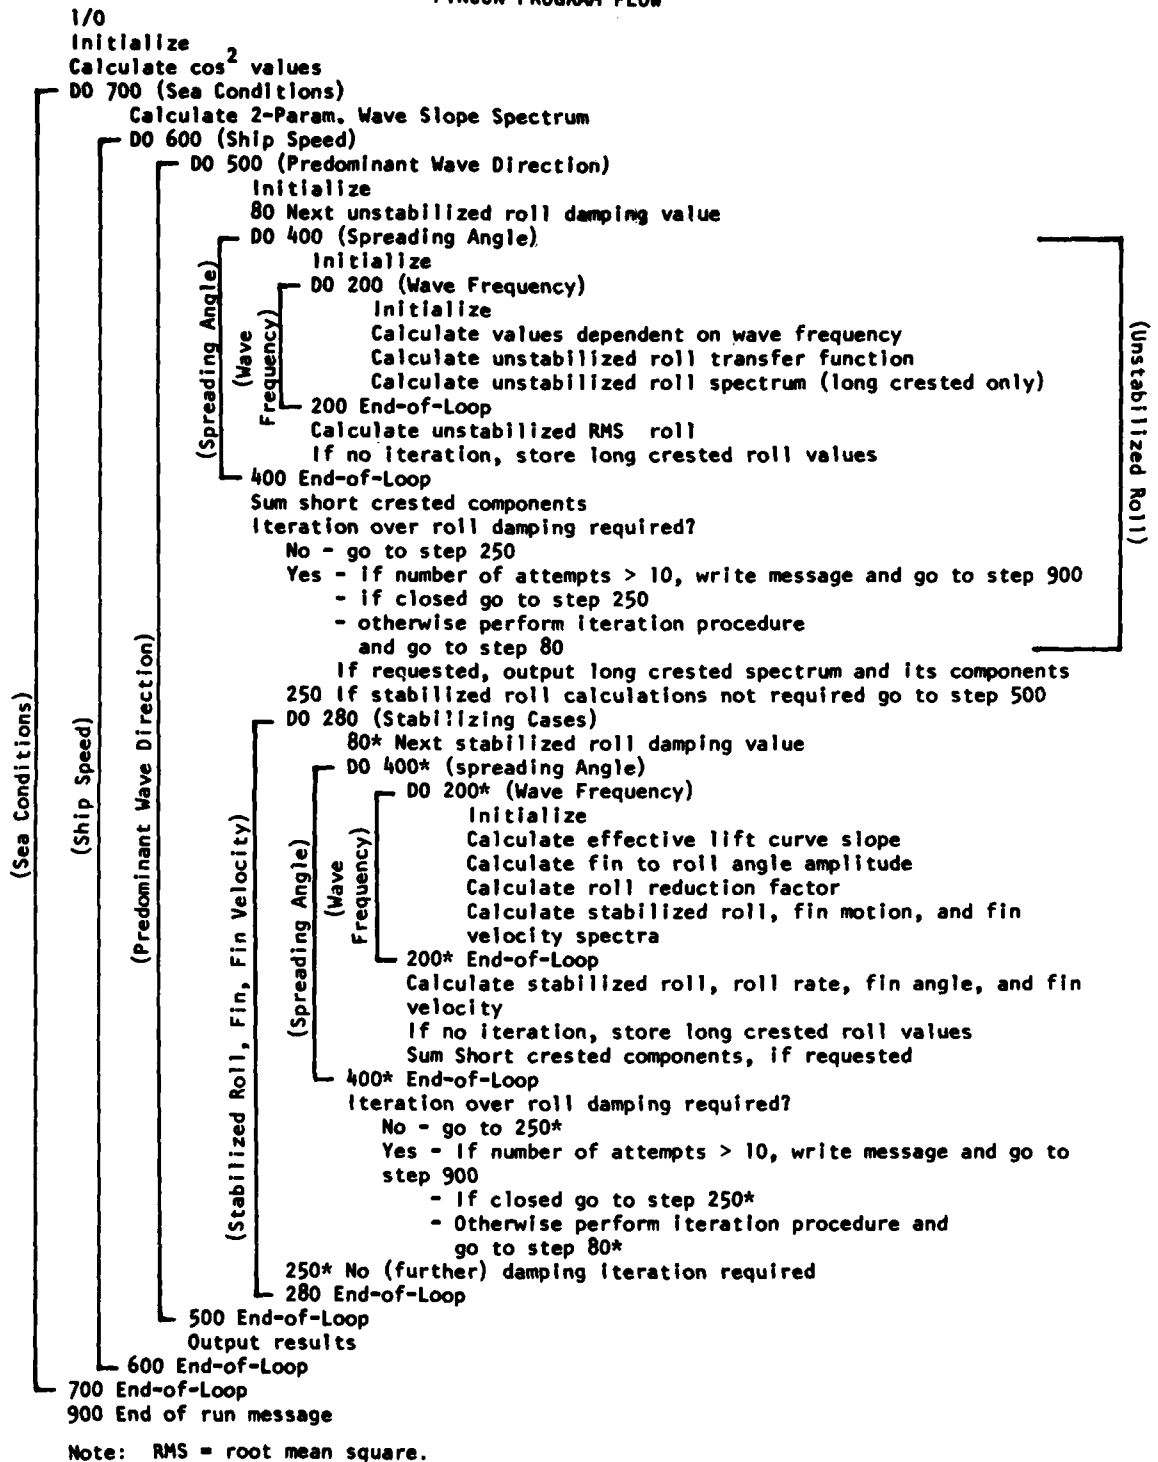 PROGRAM FLOW
I/O
Initialize
Calculate cos2 values
DO 700 (Sea Conditions)
Calculate 2-Param. Wave Slope Spectrum
DO 600 (Ship Speed)
DO 500 (Predominant Wave Direction)
Initialize
80 Next unstabilized roll damping value
DO 400 (Spreading Angle)
Initialize
DO 200 (Wave Frequency)
Initialize
Calculate values dependent on wave frequency
Calculate unstabilized roll transfer function
Calculate unstabilized roll spectrum (long crested only)
200 End-of-Loop
Calculate unstabilized RMS roll
If no iteration, store long crested roll values
400 End-of-Loop
Sum short crested components
Iteration over roll damping required?
No - go to step 250
Yes - if number of attempts > 10, write message and go to step 900
- if closed go to step 250
- otherwise perform iteration procedure
and go to step 80
If requested, output long crested spectrum and its components
250 If stabilized roll calculations not required go to step 500
DO 280 (Stabilizing Cases)
80* Next stabilized roll damping value
DO 400* (spreading Angle)
DO 200* (Wave Frequency)
Initialize
Calculate effective lift curve slope
Calculate fin to roll angle amplitude
Calculate roll reduction factor
Calculate stabilized roll, fin motion, and fin
velocity spectra
200* End-of-Loop
Calculate stabilized roll, roll rate, fin angle, and fin
velocity
If no iteration, store long crested roll values
Sum Short crested components, if requested
400* End-of-Loop
Iteration over roll damping required?
No - go to 250*
Yes - If number of attempts > 10, write message and go to
step 900
- If closed go to step 250*
- Otherwise perform iteration procedure and
go to step 80*
250* No (further) damping iteration required
280 End-of-Loop
500 End-of-Loop
Output results
600 End-of-Loop
700 End-of-Loop
900 End of run message
Note: RMS = root mean square.
(Sea Conditions)
(Ship Speed)
(Predominant Wave Direction)
(Spreading Angle)
(Wave
Frequency)
(Unstabilized Roll)
(Stabilized Roll, Fin, Fin Velocity)
(Spreading Angle)
(Wave
Frequency)